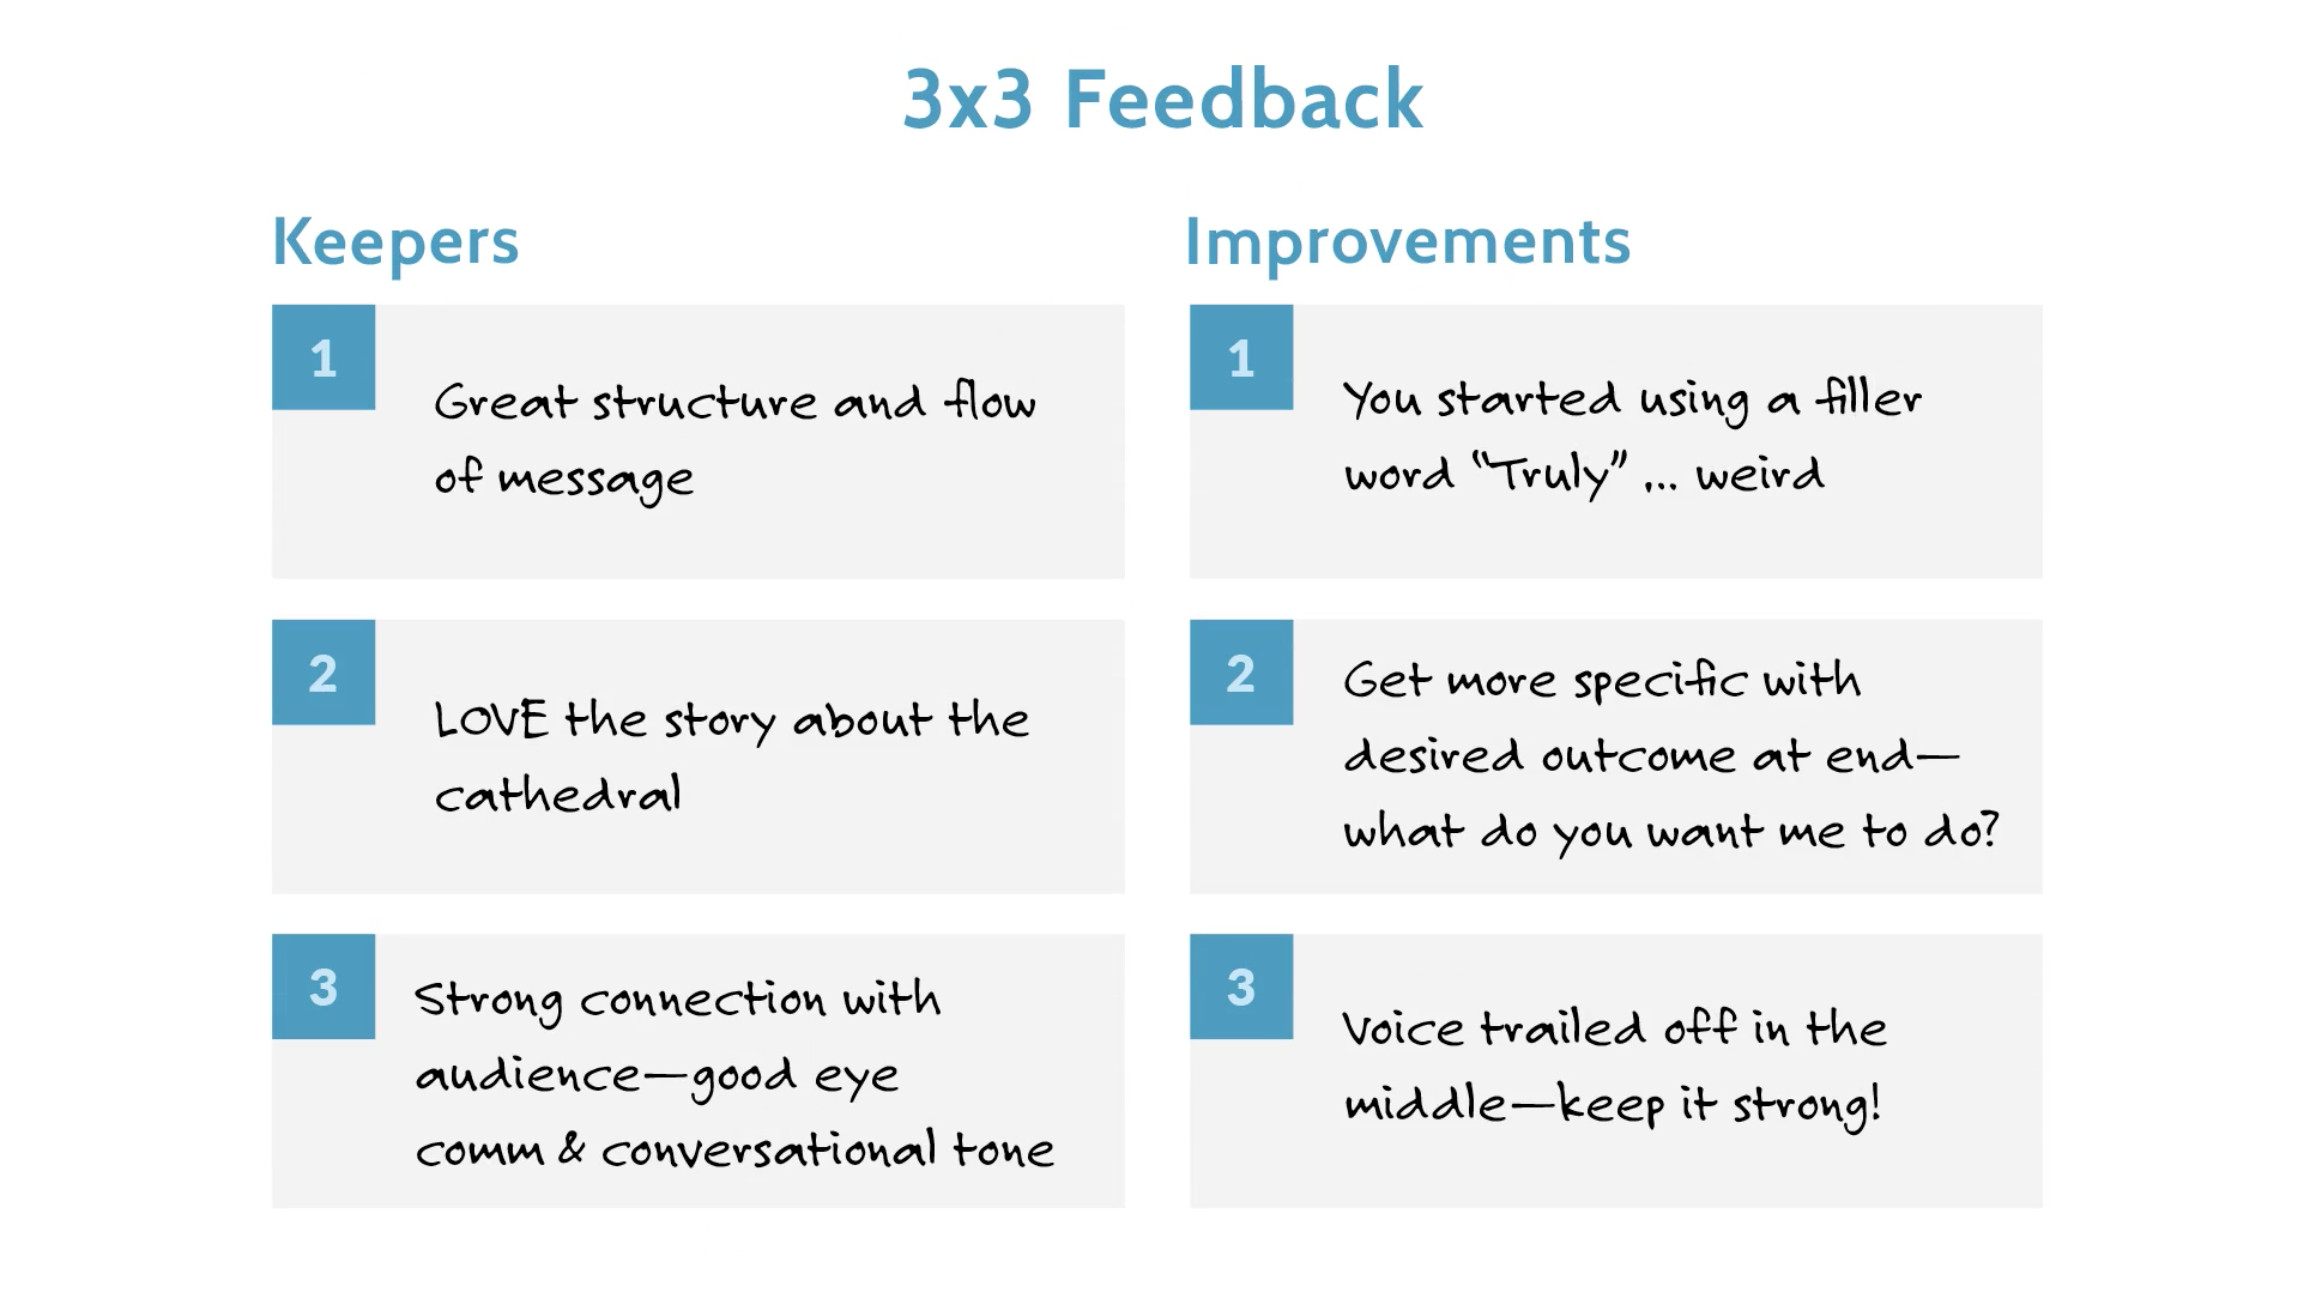 3x3 Feedback
Keepers
1
Great structure and flow
of message
2
LOVE the story about the
cathedral
3
Strong connection with
audience—good eye
comm & conversational tone
Improvements
1
You started using a filler
word “Truly” ... weird
2
Get more specific with
desired outcome at end—
what do you want me to do?
3
Voice trailed off in the
middle—keep it strong!